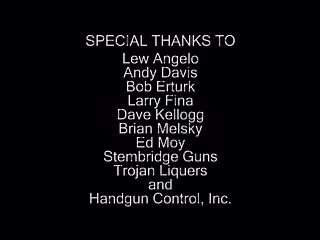 SPECIAL THANKS TO
Lew Angelo
Andy Davis
Bob Erturk
Larry Fina
Dave Kellogg
Brian Melsky
Ed Moy
Stembridge Guns
Trojan Liquers
and
Handgun Control, Inc.